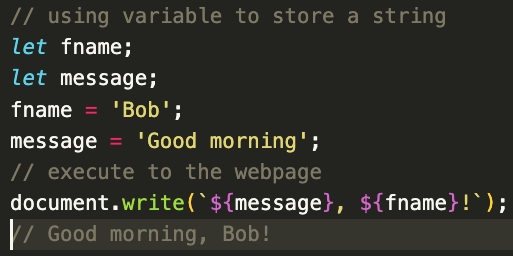 // using variable to store a string
let fname;
let message;
fname = 'Bob';
message = 'Good morning';
// execute to the webpage
document.write(`${message}, ${fname}!`);
// Good morning, Bob!